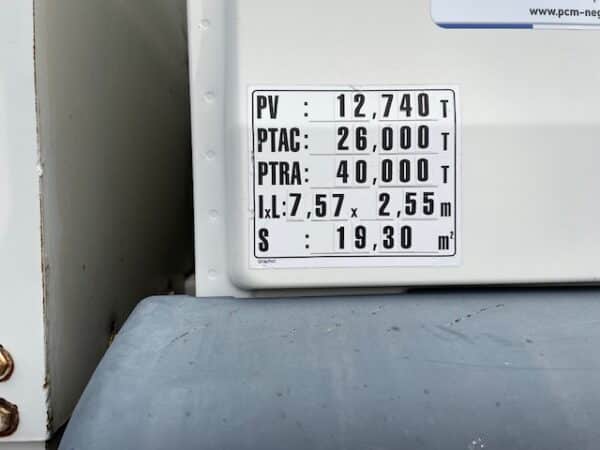 www.pcm-neg
PV : 12,740 T
PTAC: 26,000 T
PTRA: 40,000 T
IxL: 7,57 x 2,55 m
S : 19,30 m²